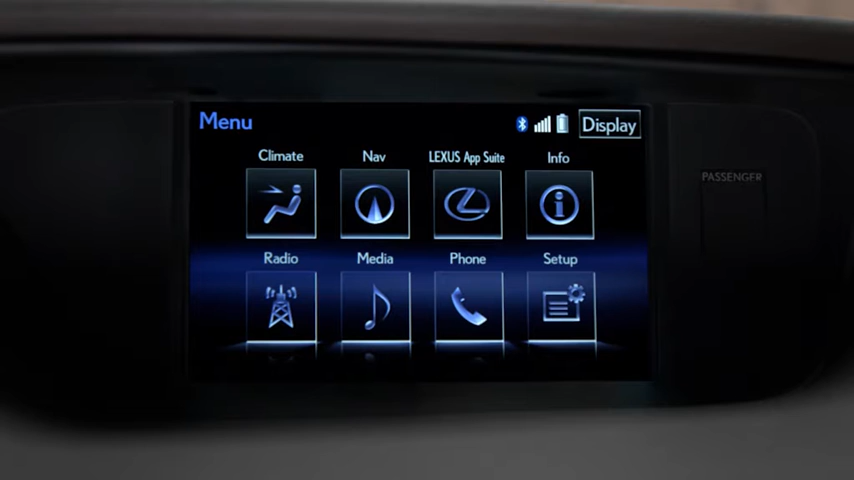 Menu
Display
Climate
Nav
LEXUS App Suite
Info
PASSENGER
Radio
Media
Phone
Setup